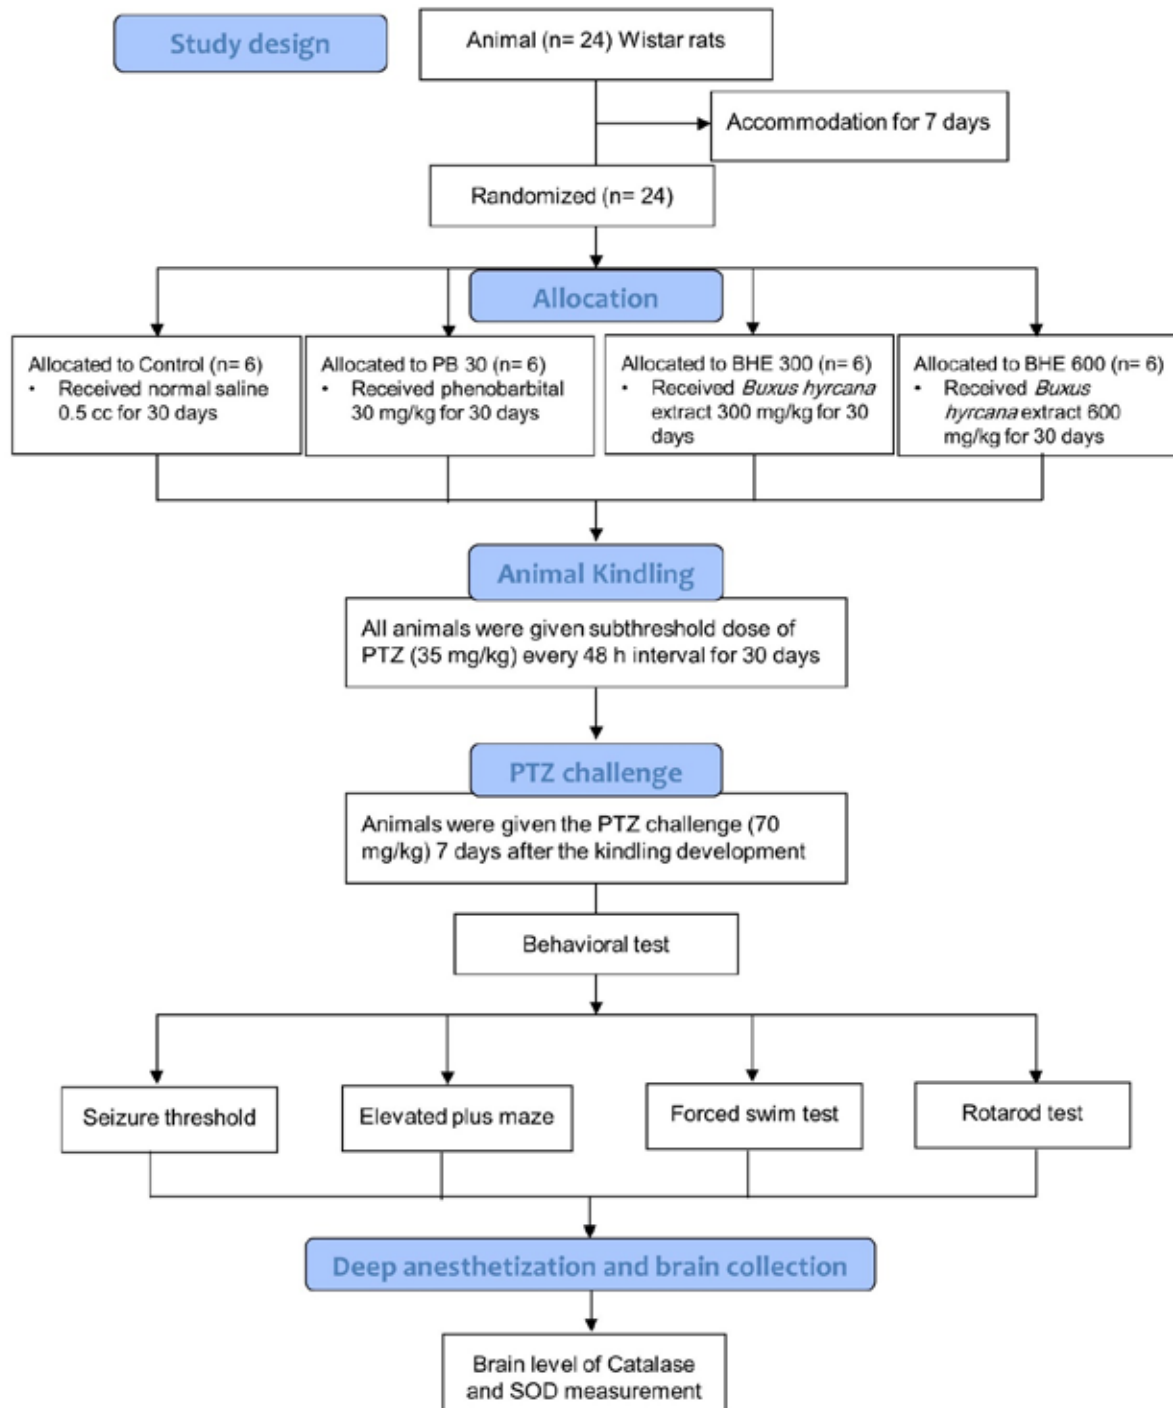 Study design
Animal (n= 24) Wistar rats
Accommodation for 7 days
Randomized (n= 24)
Allocation
Allocated to Control (n= 6)
• Received normal saline
0.5 cc for 30 days
Allocated to PB 30 (n= 6)
• Received phenobarbital
30 mg/kg for 30 days
Allocated to BHE 300 (n= 6)
• Received Buxus hyrcana
extract 300 mg/kg for 30
days
Allocated to BHE 600 (n= 6)
• Received Buxus
hyrcana extract 600
mg/kg for 30 days
Animal Kindling
All animals were given subthreshold dose of
PTZ (35 mg/kg) every 48 h interval for 30 days
PTZ challenge
Animals were given the PTZ challenge (70
mg/kg) 7 days after the kindling development
Behavioral test
Seizure threshold
Elevated plus maze
Forced swim test
Rotarod test
Deep anesthetization and brain collection
Brain level of Catalase
and SOD measurement